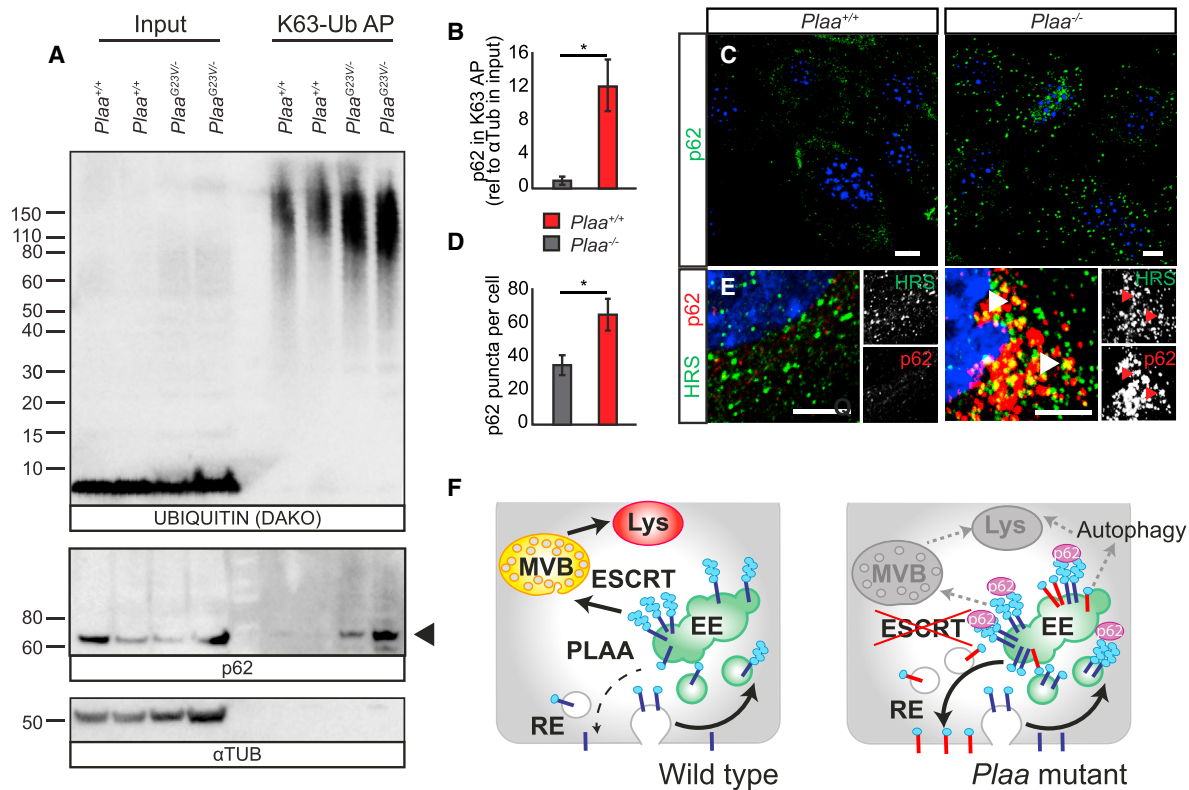 A
Input
K63-Ub AP
Plaa+/+
Plaa+/+
PlaaG23V/-
PlaaG23V/-
Plaa+/+
Plaa+/+
PlaaG23V/-
PlaaG23V/-
150
110
80
60
50
40
30
20
15
10
UBIQUITIN (DAKO)
80
60
p62
50
αTUB
B
p62 in K63 AP
(rel to αTub in input)
16
12
8
4
0
*
Plaa+/+
Plaa-/-
D
p62 puncta per cell
80
60
40
20
0
*
Plaa+/+
Plaa-/-
C
p62
E
HRS p62
Q
HRS
p62
HRS
p62
F
Lys
MVB
ESCRT
EE
PLAA
RE
Wild type
Lys
Autophagy
MVB
p62
p62
p62
p62
ESCRT
EE
RE
Plaa mutant